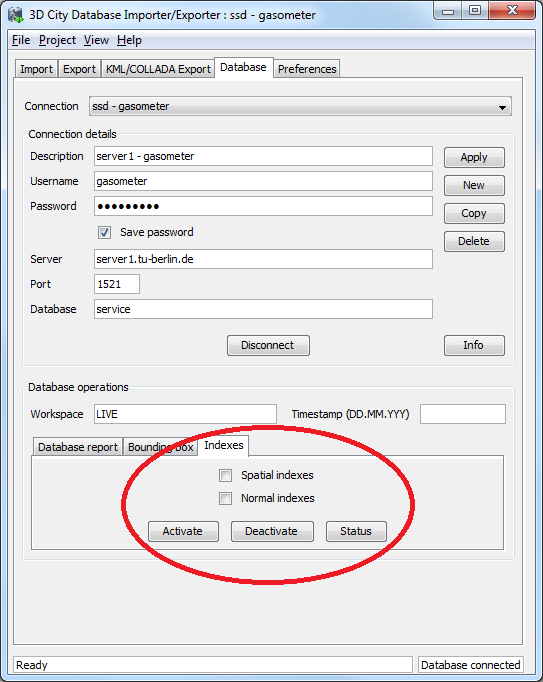 3D City Database Importer/Exporter : ssd - gasometer
File Project View Help
Import Export KML/COLLADA Export Database Preferences
Connection ssd - gasometer
Connection details
Description server1 - gasometer Apply
Username gasometer New
Password ●●●●●●●●● Copy
Save password Delete
Server server1.tu-berlin.de
Port 1521
Database service
Disconnect Info
Database operations
Workspace LIVE Timestamp (DD.MM.YYY)
Database report Bounding box Indexes
Spatial indexes
Normal indexes
Activate Deactivate Status
Ready Database connected